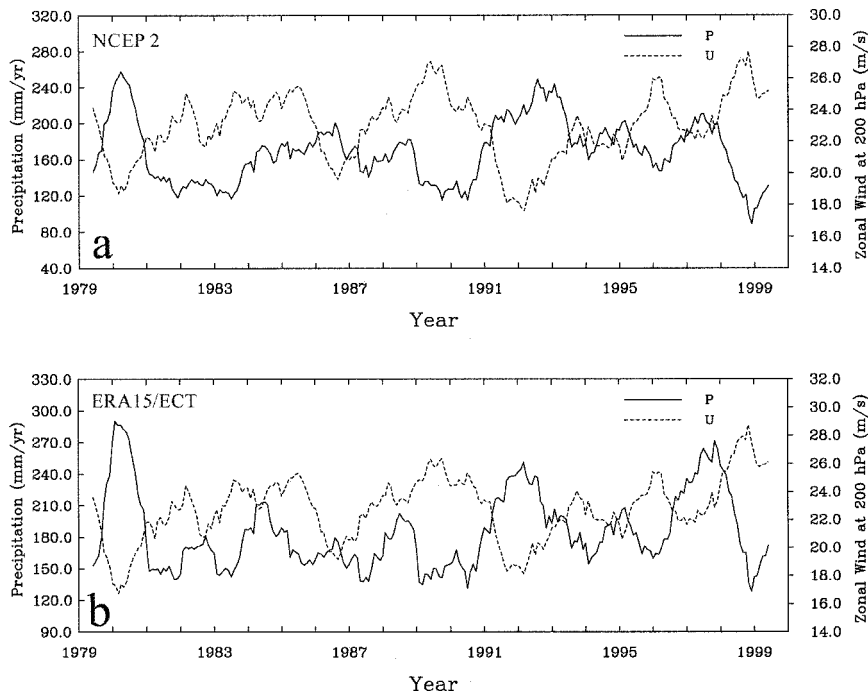 NCEP 2
P
U
320.0
280.0
240.0
200.0
160.0
120.0
80.0
40.0
Precipitation (mm/yr)
30.0
28.0
26.0
24.0
22.0
20.0
18.0
16.0
14.0
Zonal Wind at 200 hPa (m/s)
a
1979 1983 1987 1991 1995 1999
Year
ERA15/ECT
P
U
330.0
300.0
270.0
240.0
210.0
180.0
150.0
120.0
90.0
Precipitation (mm/yr)
32.0
30.0
28.0
26.0
24.0
22.0
20.0
18.0
16.0
14.0
Zonal Wind at 200 hPa (m/s)
b
1979 1983 1987 1991 1995 1999
Year